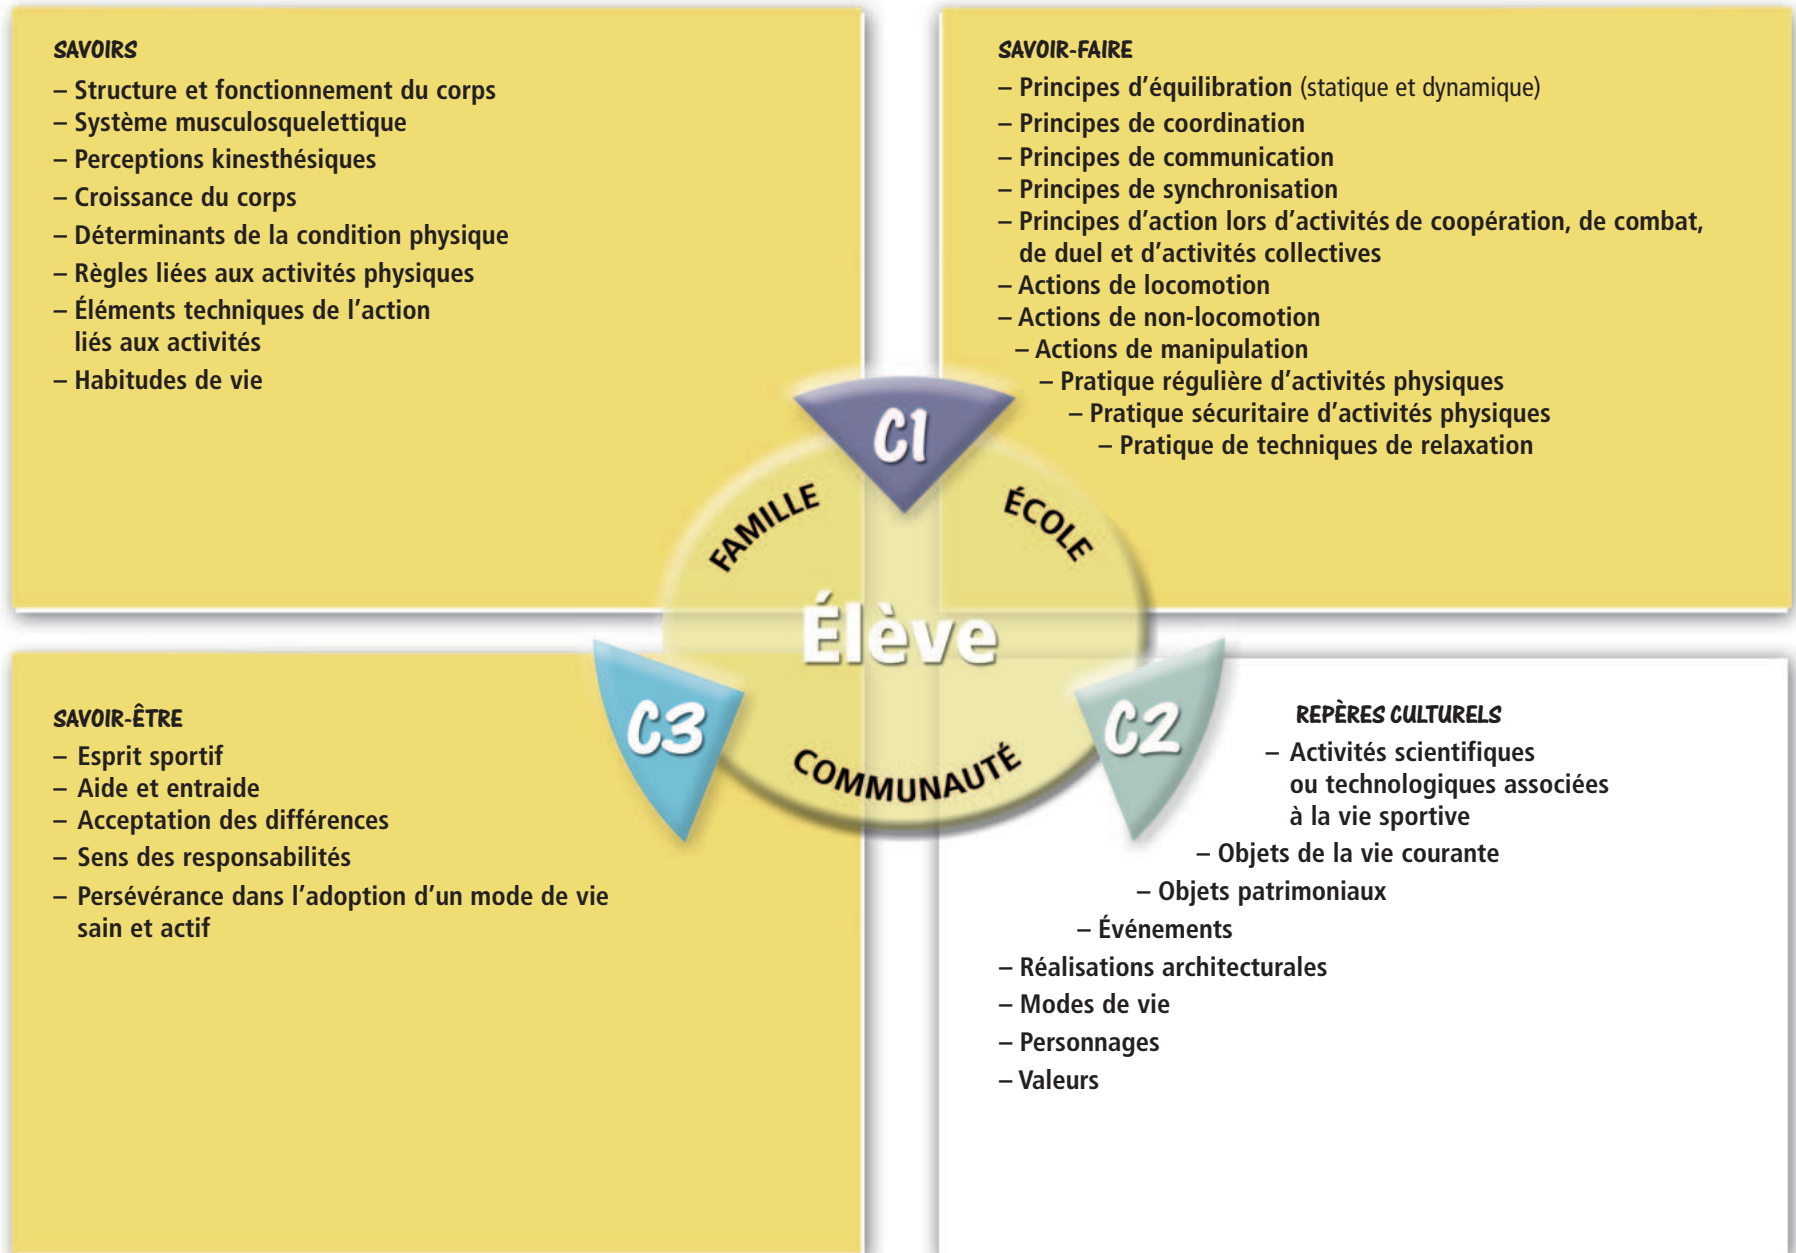 SAVOIRS
– Structure et fonctionnement du corps
– Système musculosquelettique
– Perceptions kinesthésiques
– Croissance du corps
– Déterminants de la condition physique
– Règles liées aux activités physiques
– Éléments techniques de l'action
liés aux activités
– Habitudes de vie
SAVOIR-FAIRE
– Principes d'équilibration (statique et dynamique)
– Principes de coordination
– Principes de communication
– Principes de synchronisation
– Principes d'action lors d'activités de coopération, de combat,
de duel et d'activités collectives
– Actions de locomotion
– Actions de non-locomotion
– Actions de manipulation
– Pratique régulière d'activités physiques
– Pratique sécuritaire d'activités physiques
– Pratique de techniques de relaxation
C1
FAMILLE
ÉCOLE
Élève
C3
COMMUNAUTÉ
C2
SAVOIR-ÊTRE
– Esprit sportif
– Aide et entraide
– Acceptation des différences
– Sens des responsabilités
– Persévérance dans l'adoption d'un mode de vie
sain et actif
REPÈRES CULTURELS
– Activités scientifiques
ou technologiques associées
à la vie sportive
– Objets de la vie courante
– Objets patrimoniaux
– Événements
– Réalisations architecturales
– Modes de vie
– Personnages
– Valeurs